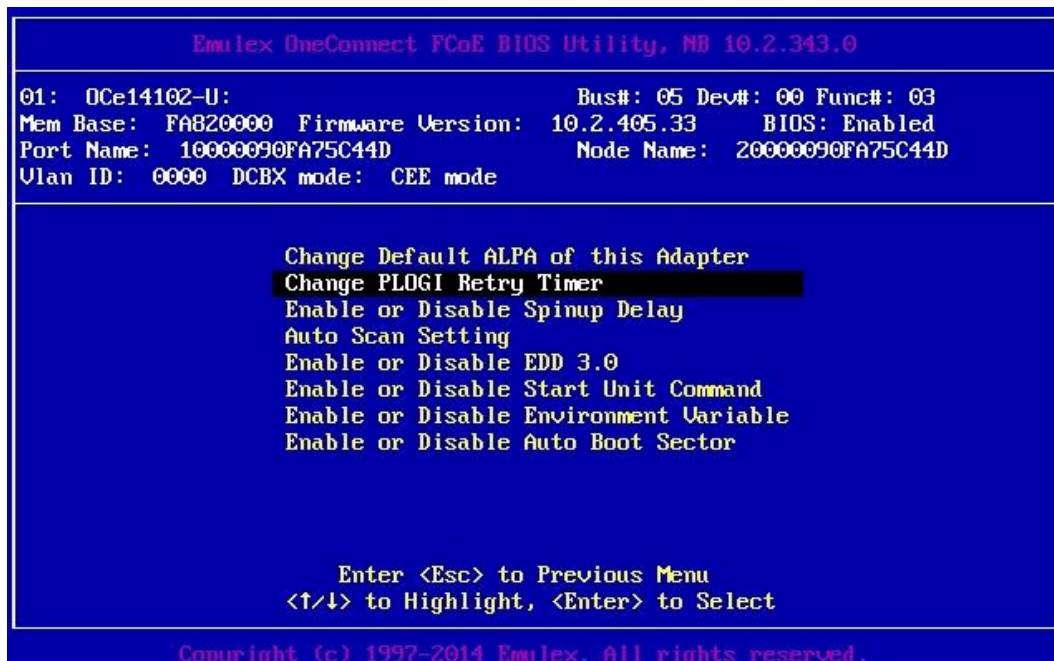 Emulex OneConnect FCoE BIOS Utility, NB 10.2.343.0
01: OCe14102-U: Bus#: 05 Dev#: 00 Func#: 03
Mem Base: FA820000 Firmware Version: 10.2.405.33 BIOS: Enabled
Port Name: 10000090FA75C44D Node Name: 20000090FA75C44D
Vlan ID: 0000 DCBX mode: CEE mode
Change Default ALPA of this Adapter
Change PLOGI Retry Timer
Enable or Disable Spinup Delay
Auto Scan Setting
Enable or Disable EDD 3.0
Enable or Disable Start Unit Command
Enable or Disable Environment Variable
Enable or Disable Auto Boot Sector
Enter <Esc> to Previous Menu
<↑/↓> to Highlight, <Enter> to Select
Copyright (c) 1997-2014 Emulex. All rights reserved.